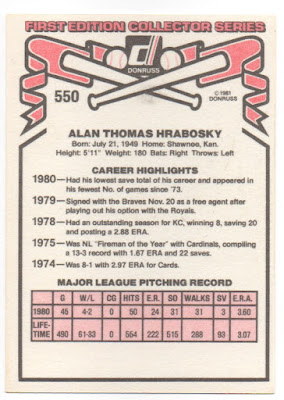 FIRST EDITION COLLECTOR SERIES
DONRUSS
550
© 1981
DONRUSS
ALAN THOMAS HRABOSKY
Born: July 21, 1949 Home: Shawnee, Kan.
Height: 5'11" Weight: 180 Bats: Right Throws: Left
CAREER HIGHLIGHTS
1980—Had his lowest save total of his career and appeared in
his fewest No. of games since '73.
1979—Signed with the Braves Nov. 20 as a free agent after
playing out his option with the Royals.
1978—Had an outstanding season for KC, winning 8, saving 20
and posting a 2.88 ERA.
1975—Was NL "Fireman of the Year" with Cardinals, compiling
a 13-3 record with 1.67 ERA and 22 saves.
1974—Was 8-1 with 2.97 ERA for Cards.
MAJOR LEAGUE PITCHING RECORD
G W/L CG HITS E.R. SO WALKS SV E.R.A.
1980 45 4-2 0 50 24 31 31 3 3.60
LIFE-
TIME 490 61-33 0 554 222 515 288 93 3.07